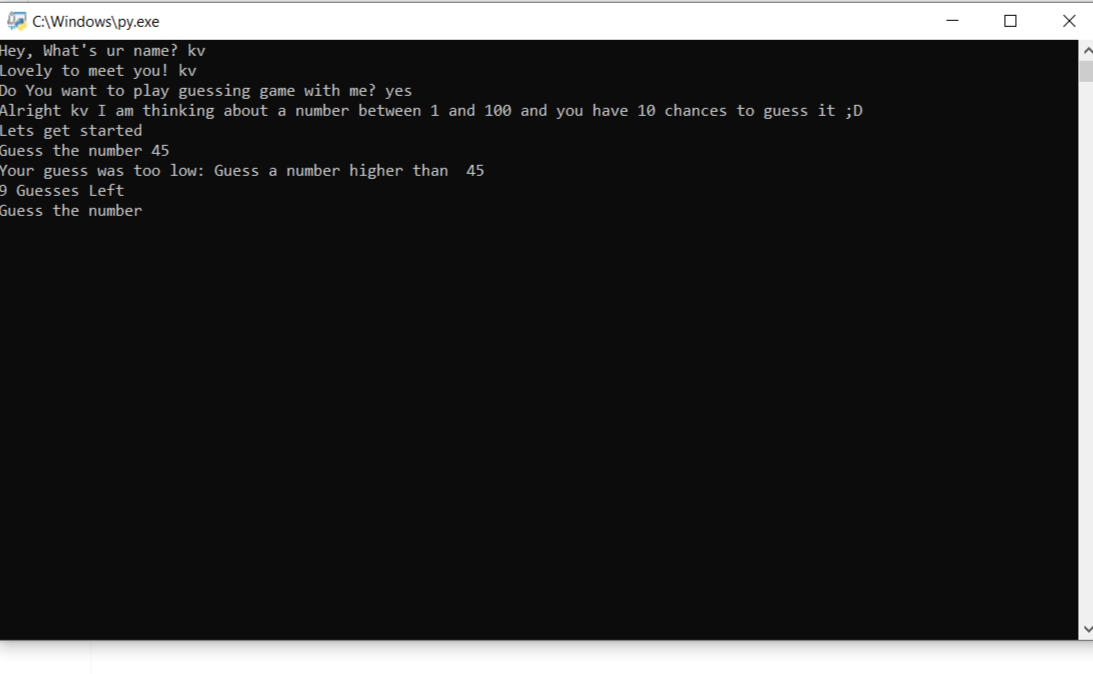 C:\Windows\py.exe
Hey, What's ur name? kv
Lovely to meet you! kv
Do You want to play guessing game with me? yes
Alright kv I am thinking about a number between 1 and 100 and you have 10 chances to guess it ;D
Lets get started
Guess the number 45
Your guess was too low: Guess a number higher than  45
9 Guesses Left
Guess the number